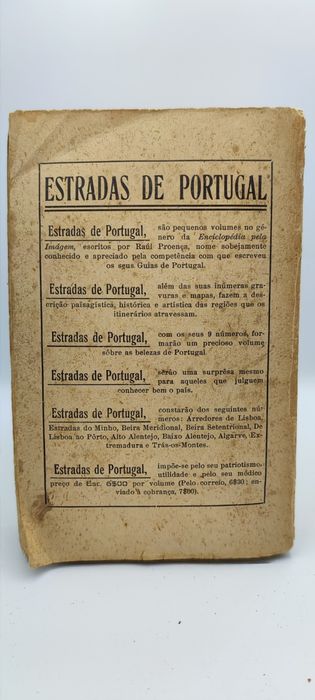 ESTRADAS DE PORTUGAL
Estradas de Portugal, são pequenos volumes no gé-
nero da Enciclopédia pela
Imágem, escritos por Raúl Proença, nome sobejamente
conhecido e apreciado pela competência com que escreveu
os seus Guias de Portugal.
Estradas de Portugal, além das suas inúmeras gra-
vuras e mapas, fazem a des-
crição paisagística, histórica e artística das regiões que os
itinerários atravessam.
Estradas de Portugal, com os seus 9 números, for-
marão um precioso volume
sôbre as belezas de Portugal
Estradas de Portugal, serão uma surprêsa mesmo
para aqueles que julguem
conhecer bem o país.
Estradas de Portugal, constarão dos seguintes nú-
meros: Arredores de Lisboa,
Estradas do Minho, Beira Meridional, Beira Setentrional, De
Lisboa ao Pôrto, Alto Alentejo, Baixo Alentejo, Algarve, Ex-
tremadura e Trás-os-Montes.
Estradas de Portugal, impõe-se pelo seu patriotismo,
utilidade e pelo seu módico
preço de Esc. 6$00 por volume (Pelo correio, 6$30; en-
viado à cobrança, 7$00).